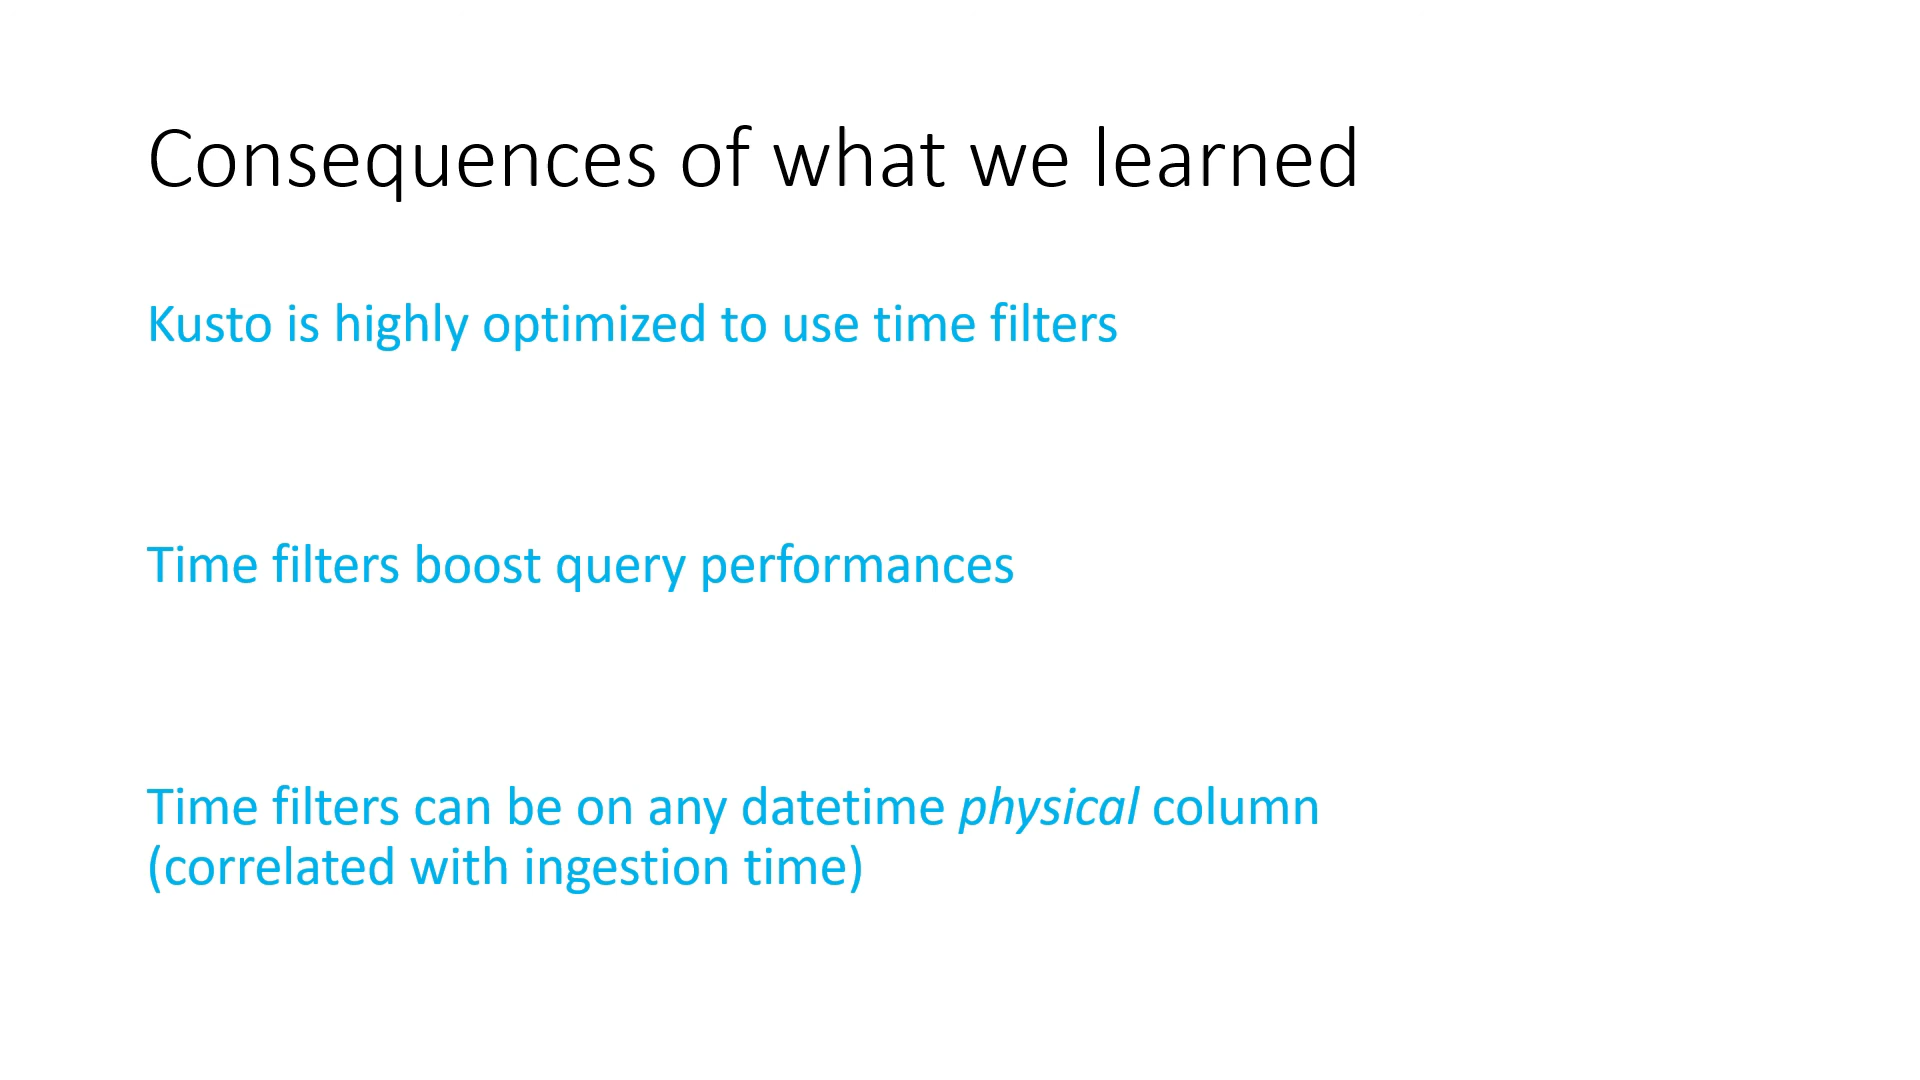 Consequences of what we learned
Kusto is highly optimized to use time filters
Time filters boost query performances
Time filters can be on any datetime physical column
(correlated with ingestion time)